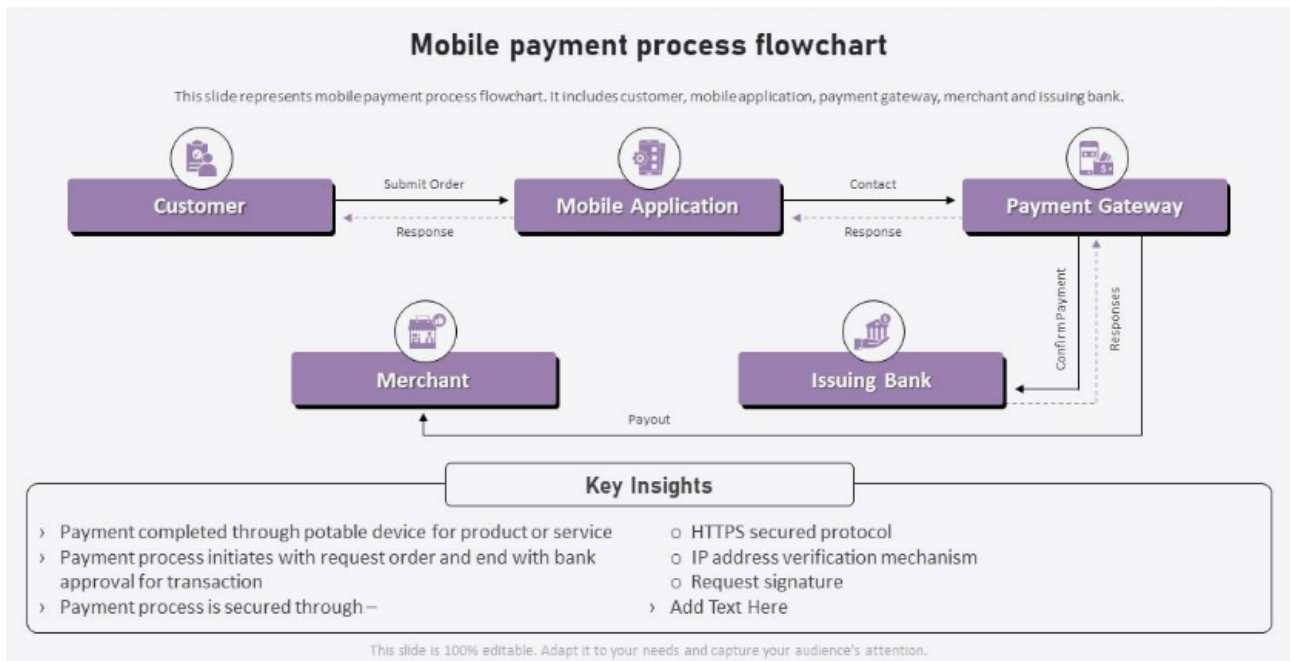 Mobile payment process flowchart
This slide represents mobile payment process flowchart. It includes customer, mobile application, payment gateway, merchant and issuing bank.
Customer
Submit Order
Response
Mobile Application
Contact
Response
Payment Gateway
Confirm Payment
Responses
Merchant
Issuing Bank
Payout
Key Insights
› Payment completed through potable device for product or service
› Payment process initiates with request order and end with bank
approval for transaction
› Payment process is secured through –
o HTTPS secured protocol
o IP address verification mechanism
o Request signature
› Add Text Here
This slide is 100% editable. Adapt it to your needs and capture your audience's attention.